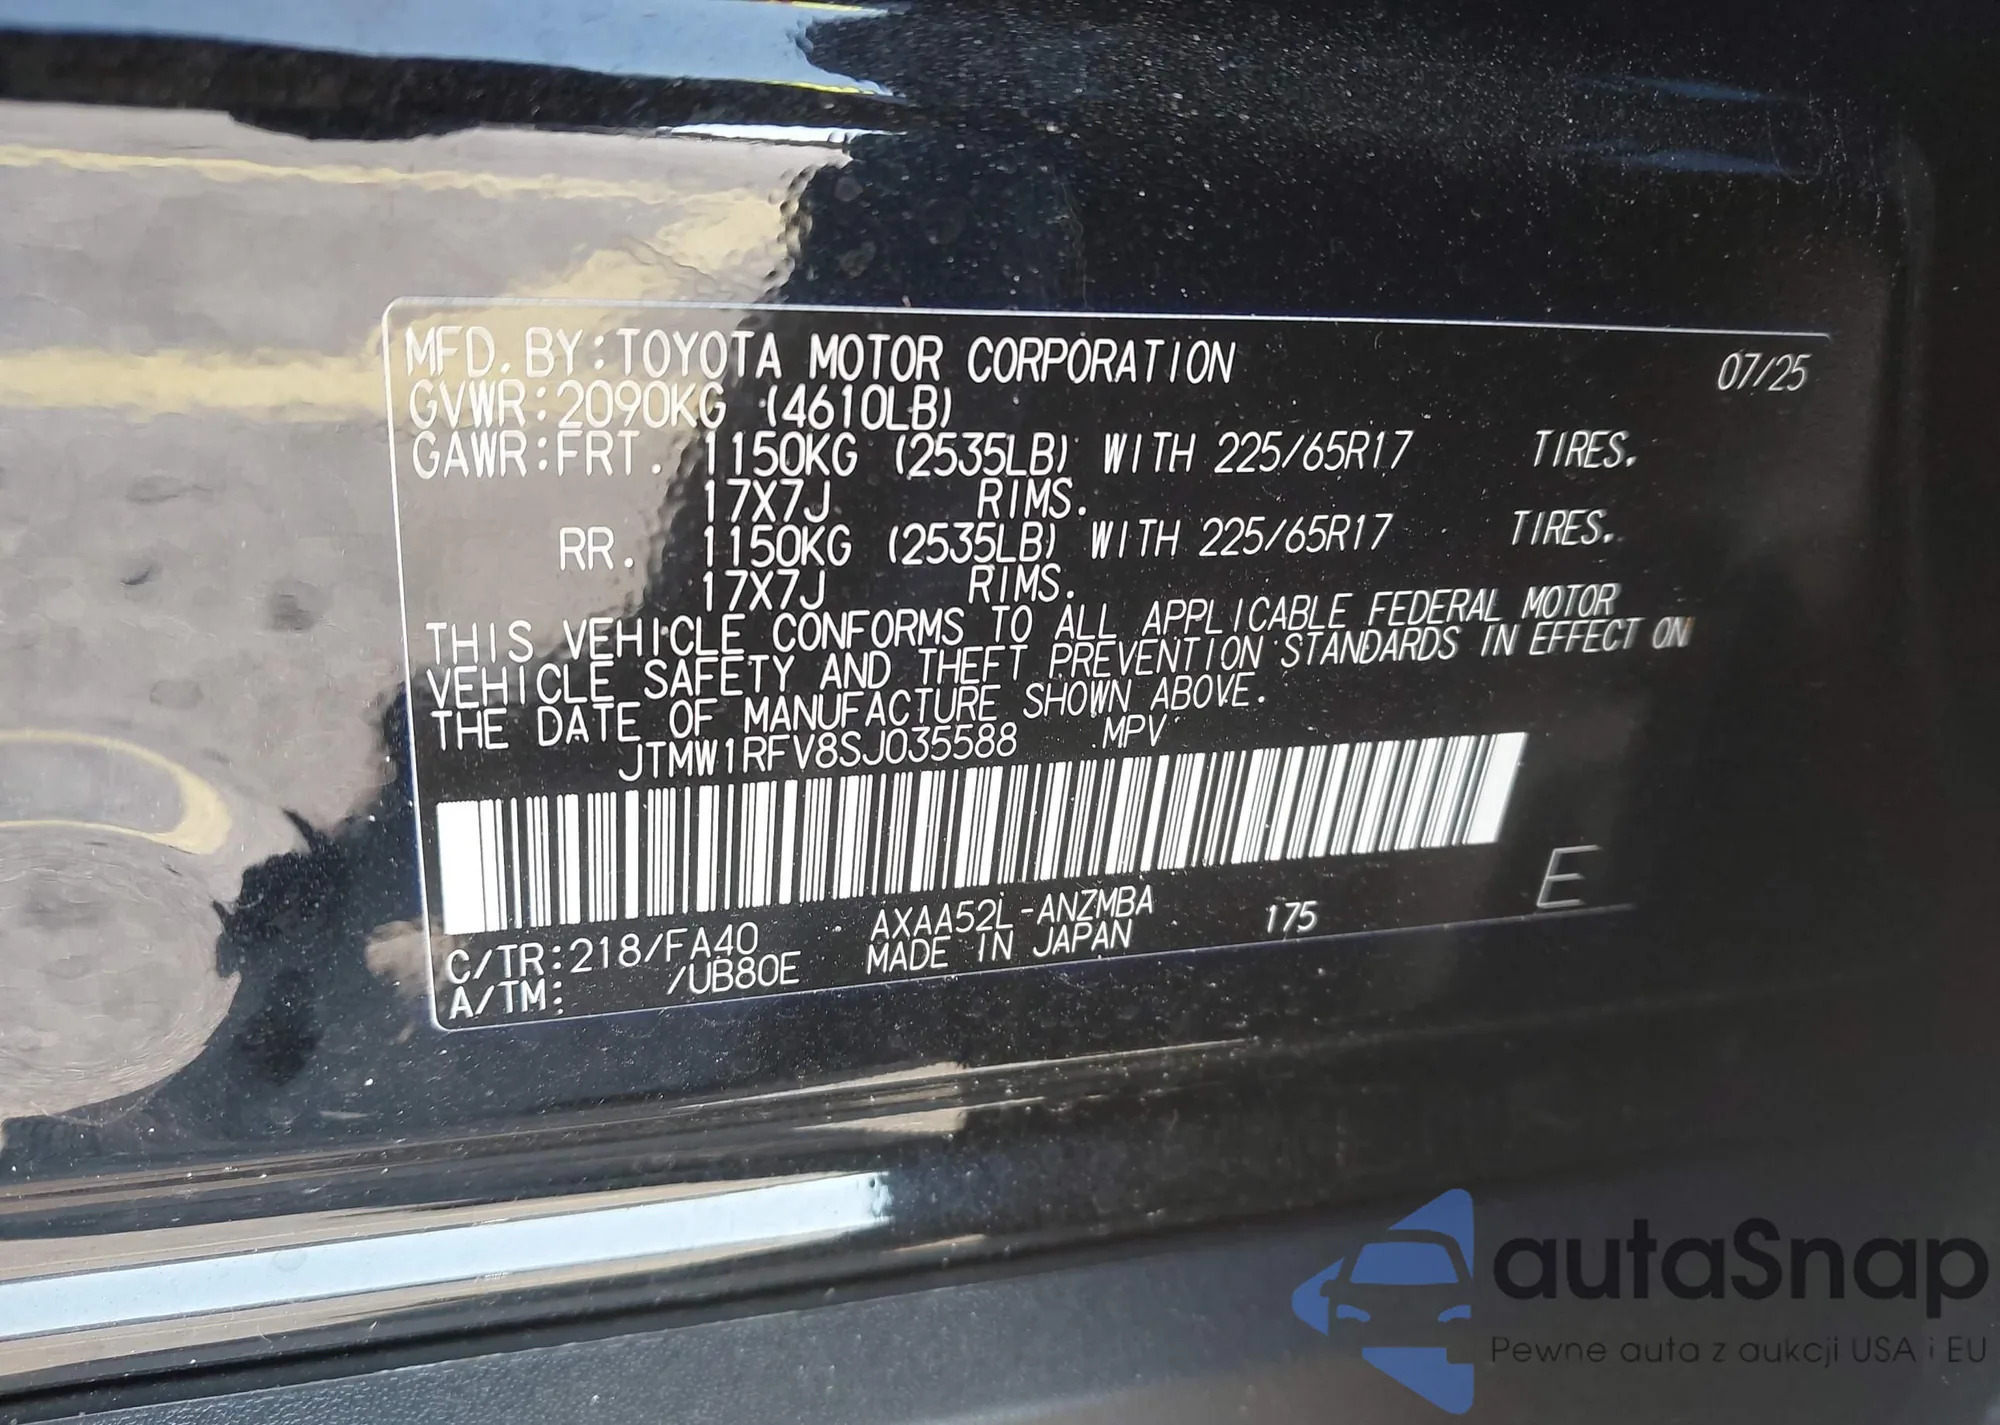 MFD. BY:TOYOTA MOTOR CORPORATION 07/25
GVWR:2090KG (4610LB)
GAWR:FRT. 1150KG (2535LB) WITH 225/65R17 TIRES.
17X7J RIMS.
RR. 1150KG (2535LB) WITH 225/65R17 TIRES.
17X7J RIMS.
THIS VEHICLE CONFORMS TO ALL APPLICABLE FEDERAL MOTOR
VEHICLE SAFETY AND THEFT PREVENTION STANDARDS IN EFFECT ON
THE DATE OF MANUFACTURE SHOWN ABOVE.
JTMW1RFV8SJ035588 MPV
E
C/TR:218/FA40 AXAA52L-ANZMBA 175
A/TM: /UB80E MADE IN JAPAN
autaSnap
Pewne auta z aukcji USA i EU